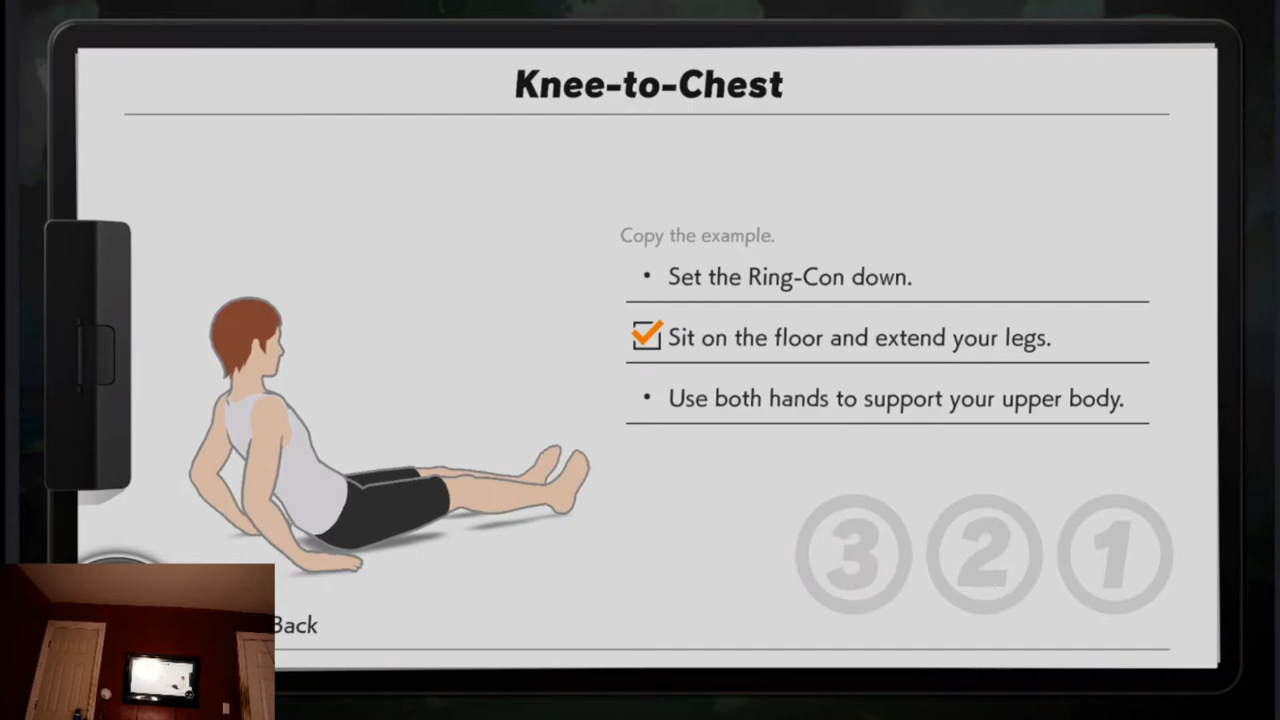 Knee-to-Chest
Copy the example.
• Set the Ring-Con down.
Sit on the floor and extend your legs.
• Use both hands to support your upper body.
3 2 1
Back